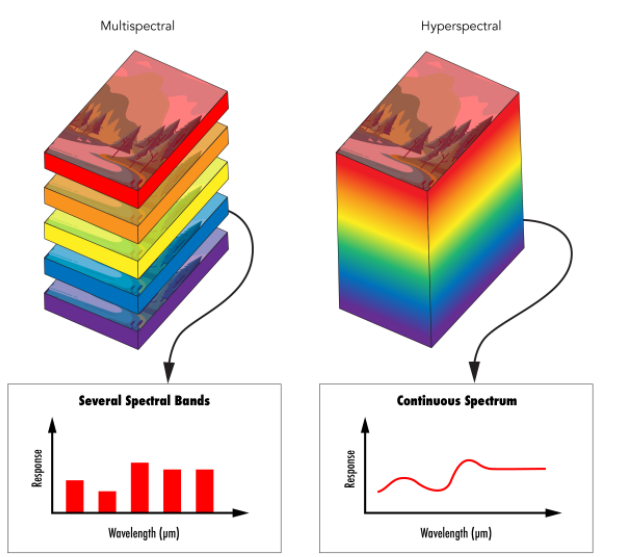 Multispectral
Hyperspectral
Several Spectral Bands
Response
Wavelength (µm)
Continuous Spectrum
Response
Wavelength (µm)